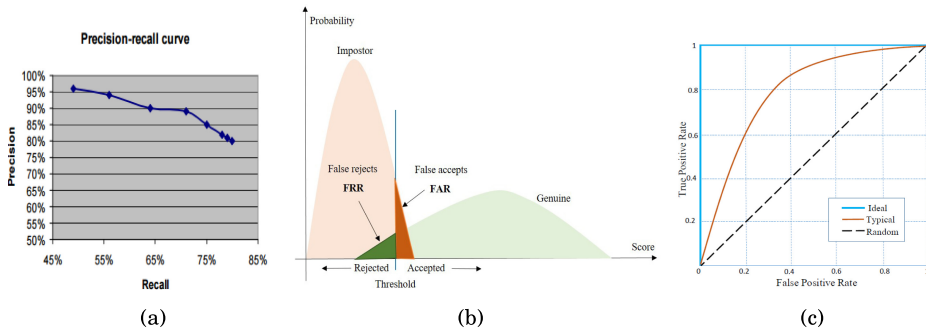 Precision-recall curve
100%
95%
90%
85%
80%
75%
70%
65%
60%
55%
50%
Precision
45%
55%
65%
75%
85%
Recall
(a)
Probability
Impostor
False rejects
FRR
False accepts
FAR
Genuine
Score
Rejected
Accepted
Threshold
(b)
1
0.8
0.6
0.4
0.2
0
True Positive Rate
Ideal
Typical
Random
0.2
0.4
0.6
0.8
1
False Positive Rate
(c)